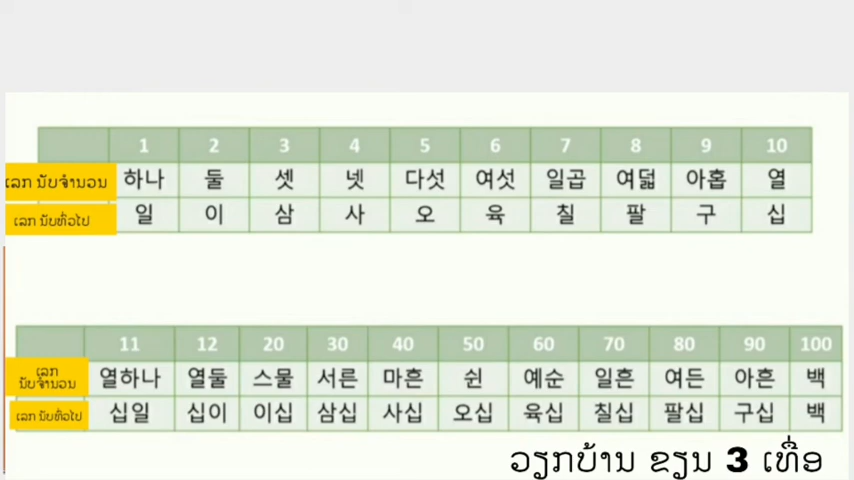 1 2 3 4 5 6 7 8 9 10
ເລກ ນັບຈຳນວນ 하나 둘 셋 넷 다섯 여섯 일곱 여덟 아홉 열
ເລກ ນັບທົ່ວໄປ 일 이 삼 사 오 육 칠 팔 구 십
11 12 20 30 40 50 60 70 80 90 100
ເລກ
ນັບຈຳນວນ 열하나 열둘 스물 서른 마흔 쉰 예순 일흔 여든 아흔 백
ເລກ ນັບທົ່ວໄປ 십일 십이 이십 삼십 사십 오십 육십 칠십 팔십 구십 백
ວຽກບ້ານ ຂຽນ 3 ເທື່ອ